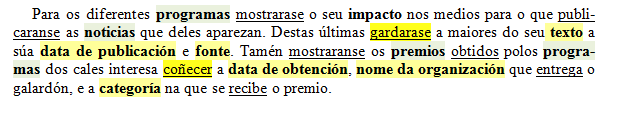 Para os diferentes programas mostrarase o seu impacto nos medios para o que publi-
caranse as noticias que deles aparezan. Destas últimas gardarase a maiores do seu texto a
súa data de publicación e fonte. Tamén mostraranse os premios obtidos polos progra-
mas dos cales interesa coñecer a data de obtención, nome da organización que entrega o
galardón, e a categoría na que se recibe o premio.